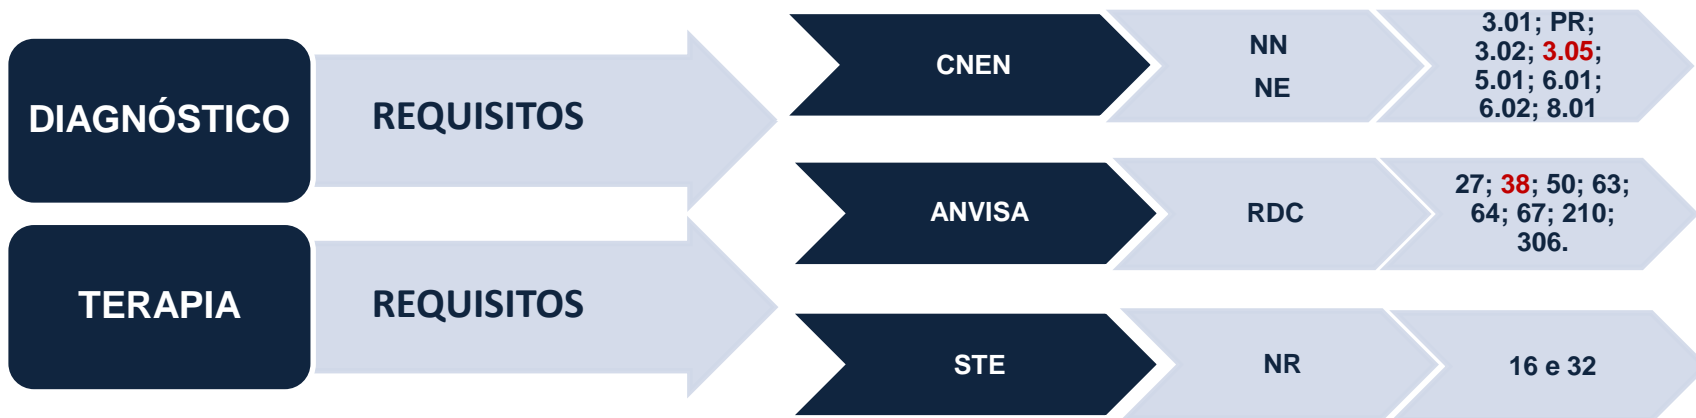 DIAGNÓSTICO
REQUISITOS
TERAPIA
REQUISITOS
CNEN
NN
NE
3.01; PR;
3.02; 3.05;
5.01; 6.01;
6.02; 8.01
ANVISA
RDC
27; 38; 50; 63;
64; 67; 210;
306.
STE
NR
16 e 32